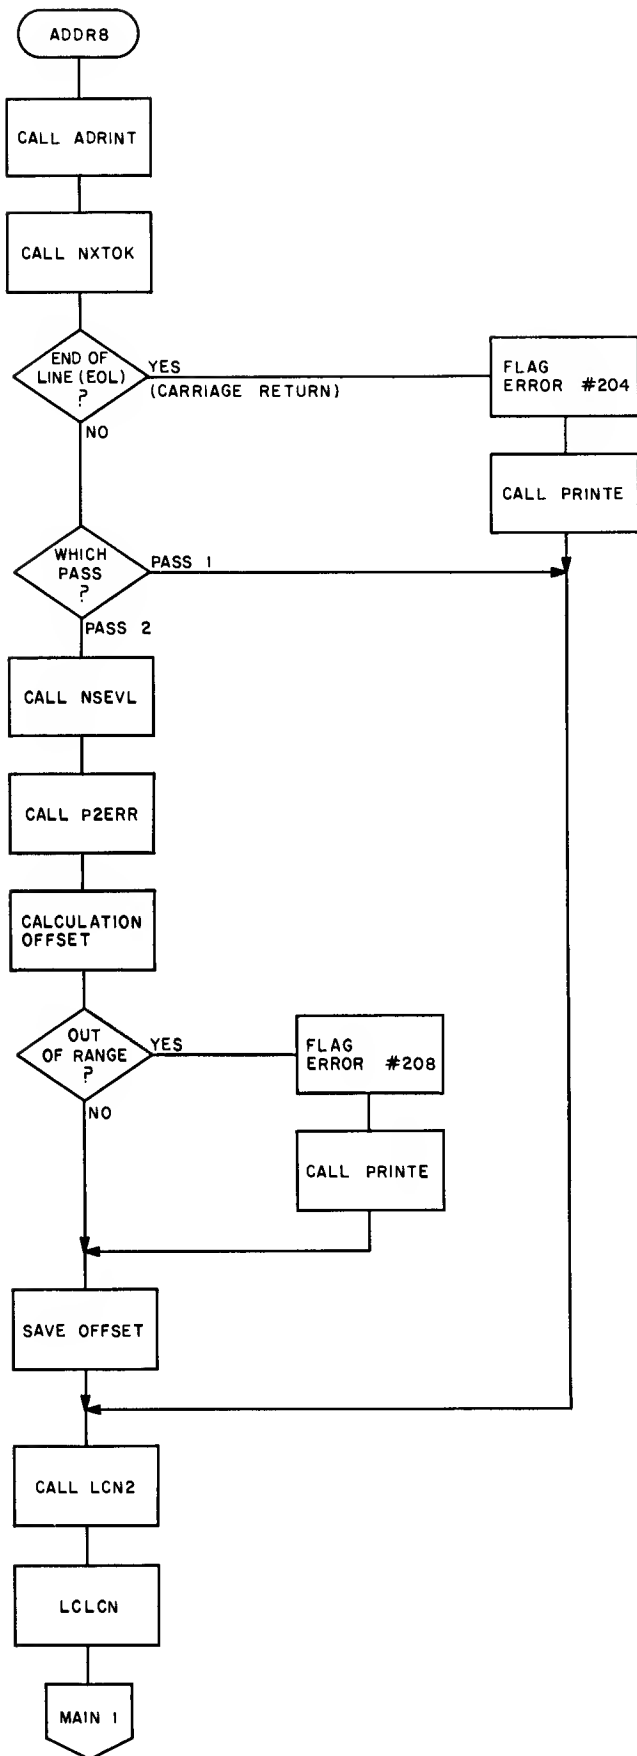 ADDR8
CALL ADRINT
CALL NXTOK
END OF
LINE (EOL)
?
YES
(CARRIAGE RETURN)
NO
FLAG
ERROR #204
CALL PRINTE
WHICH
PASS
?
PASS 1
PASS 2
CALL NSEVL
CALL P2ERR
CALCULATION
OFFSET
OUT
OF RANGE
?
YES
NO
FLAG
ERROR #208
CALL PRINTE
SAVE OFFSET
CALL LCN2
LCLCN
MAIN 1